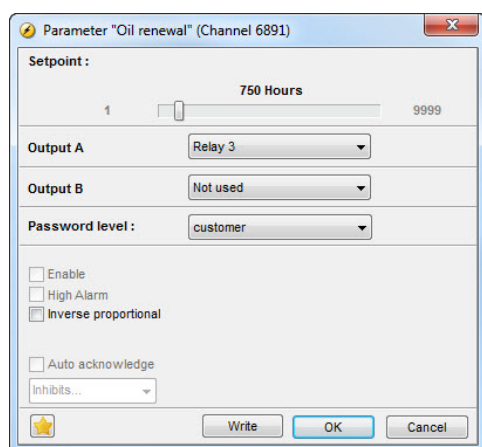 Parameter "Oil renewal" (Channel 6891)
Setpoint :
750 Hours
1 9999
Output A Relay 3
Output B Not used
Password level : customer
Enable
High Alarm
Inverse proportional
Auto acknowledge
Inhibits...
Write OK Cancel